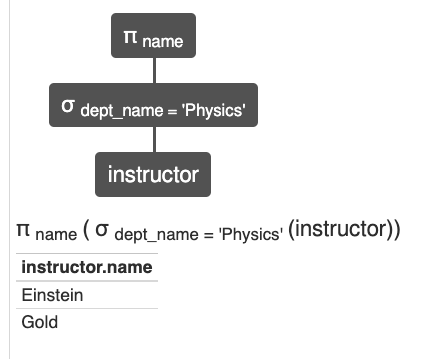 π name
σ dept_name = 'Physics'
instructor
π name ( σ dept_name = 'Physics' (instructor))
instructor.name
Einstein
Gold